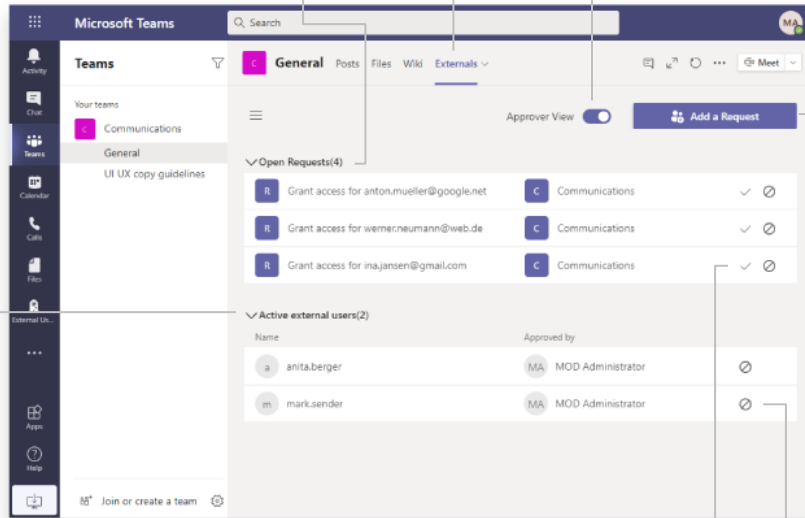 Microsoft Teams
Search
MA
Activity
Chat
Teams
Calendar
Calls
Files
External Us...
...
Apps
Help
Teams
Your teams
C Communications
General
UI UX copy guidelines
Join or create a team
C General Posts Files Wiki Externals
Meet
Approver View
Add a Request
Open Requests(4)
R Grant access for anton.mueller@google.net C Communications
R Grant access for werner.neumann@web.de C Communications
R Grant access for ina.jansen@gmail.com C Communications
Active external users(2)
Name Approved by
a anita.berger MA MOD Administrator
m mark.sender MA MOD Administrator